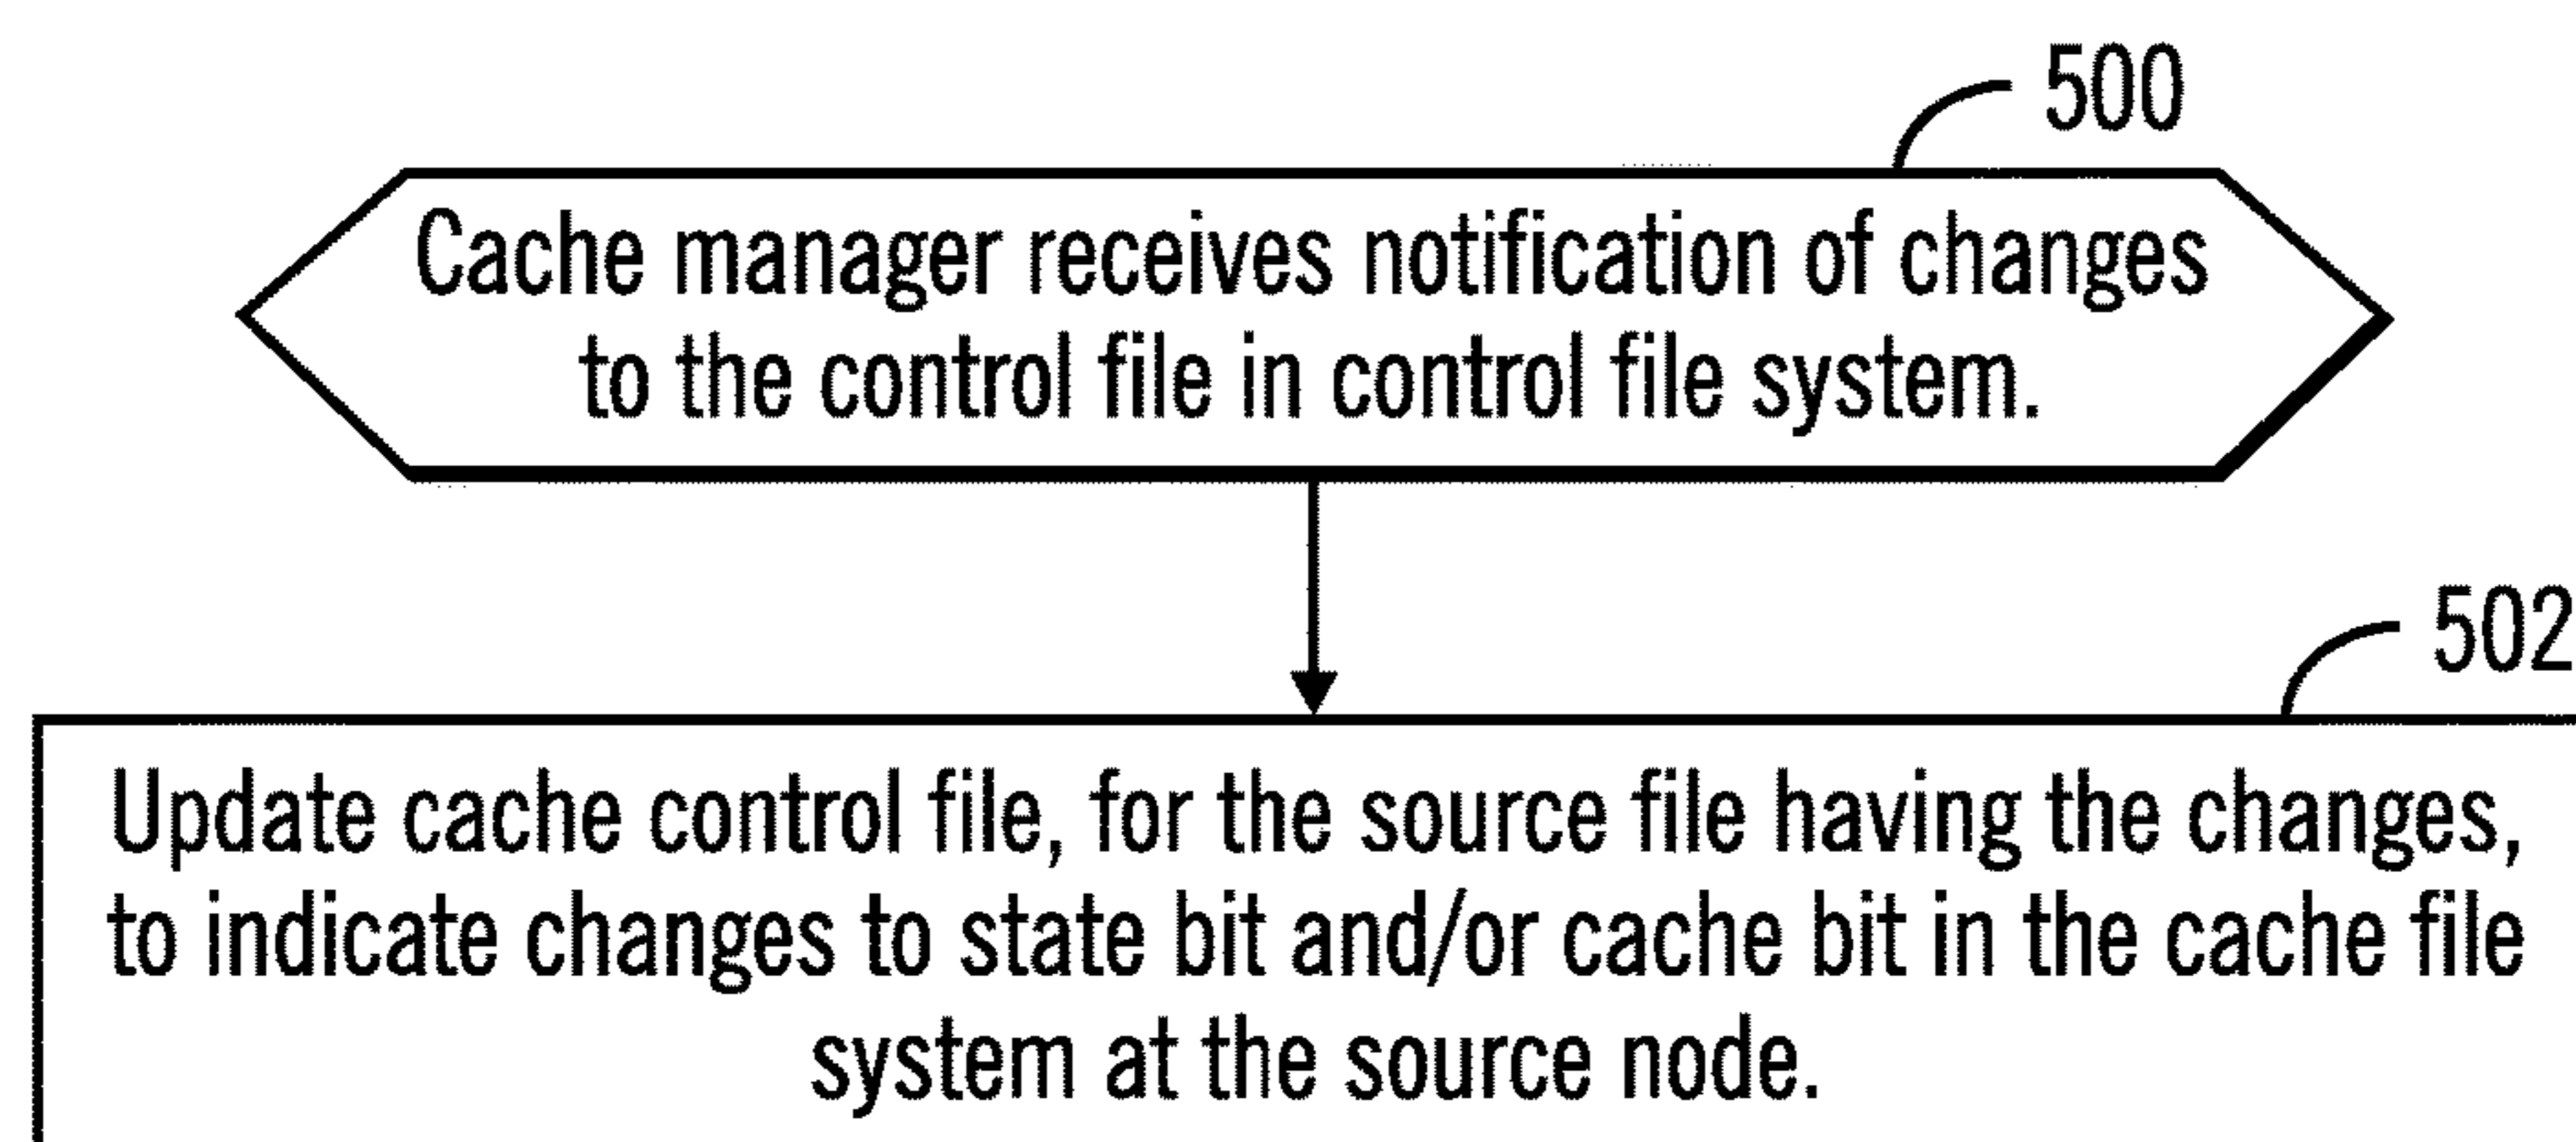 500
Cache manager receives notification of changes
to the control file in control file system.
502
Update cache control file, for the source file having the changes,
to indicate changes to state bit and/or cache bit in the cache file
system at the source node.